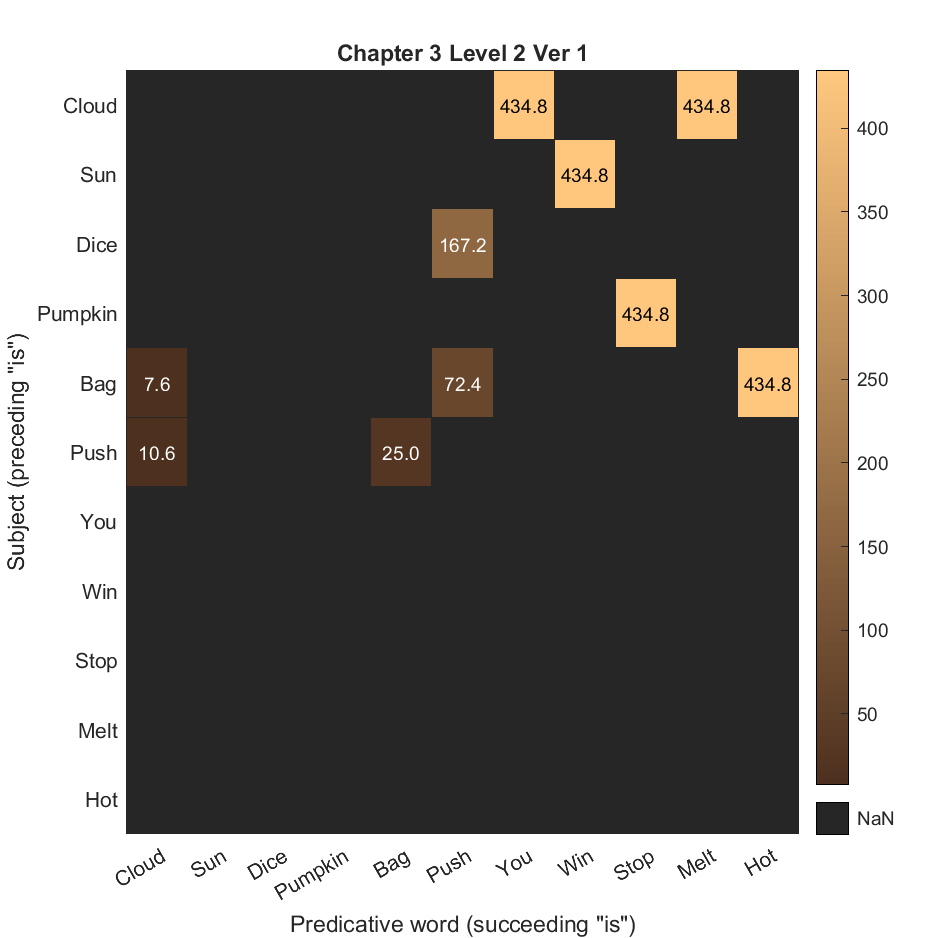 Chapter 3 Level 2 Ver 1
Cloud 434.8 434.8
Sun 434.8
Dice 167.2
Pumpkin 434.8
Bag 7.6 72.4 434.8
Push 10.6 25.0
You
Win
Stop
Melt
Hot
Cloud Sun Dice Pumpkin Bag Push You Win Stop Melt Hot
Predicative word (succeeding "is")
Subject (preceding "is")
400
350
300
250
200
150
100
50
NaN